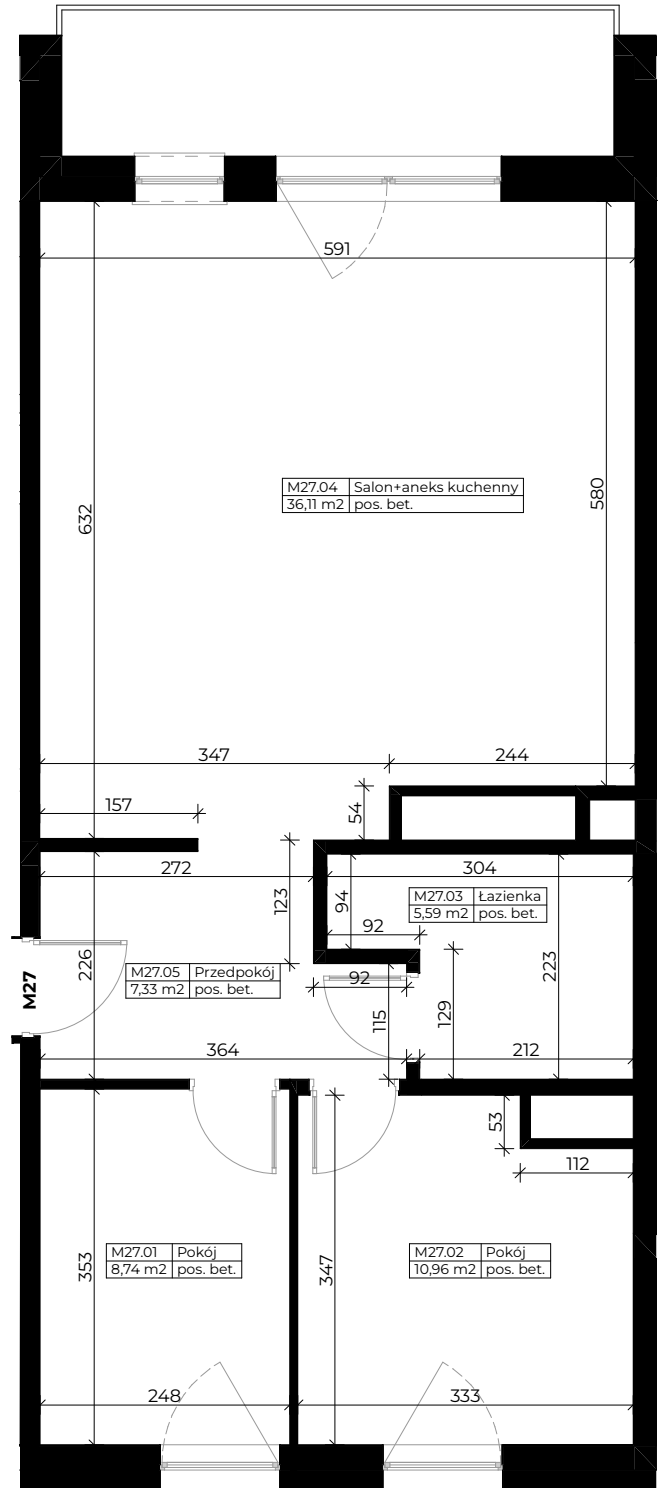 591
632
580
M27.04 Salon+aneks kuchenny
36,11 m2 pos. bet.
347
244
157
54
272
123
304
94
M27.03 Łazienka
5,59 m2 pos. bet.
92
223
M27
226
M27.05 Przedpokój
7,33 m2 pos. bet.
92
115
129
364
212
53
112
353
347
M27.01 Pokój
8,74 m2 pos. bet.
M27.02 Pokój
10,96 m2 pos. bet.
248
333